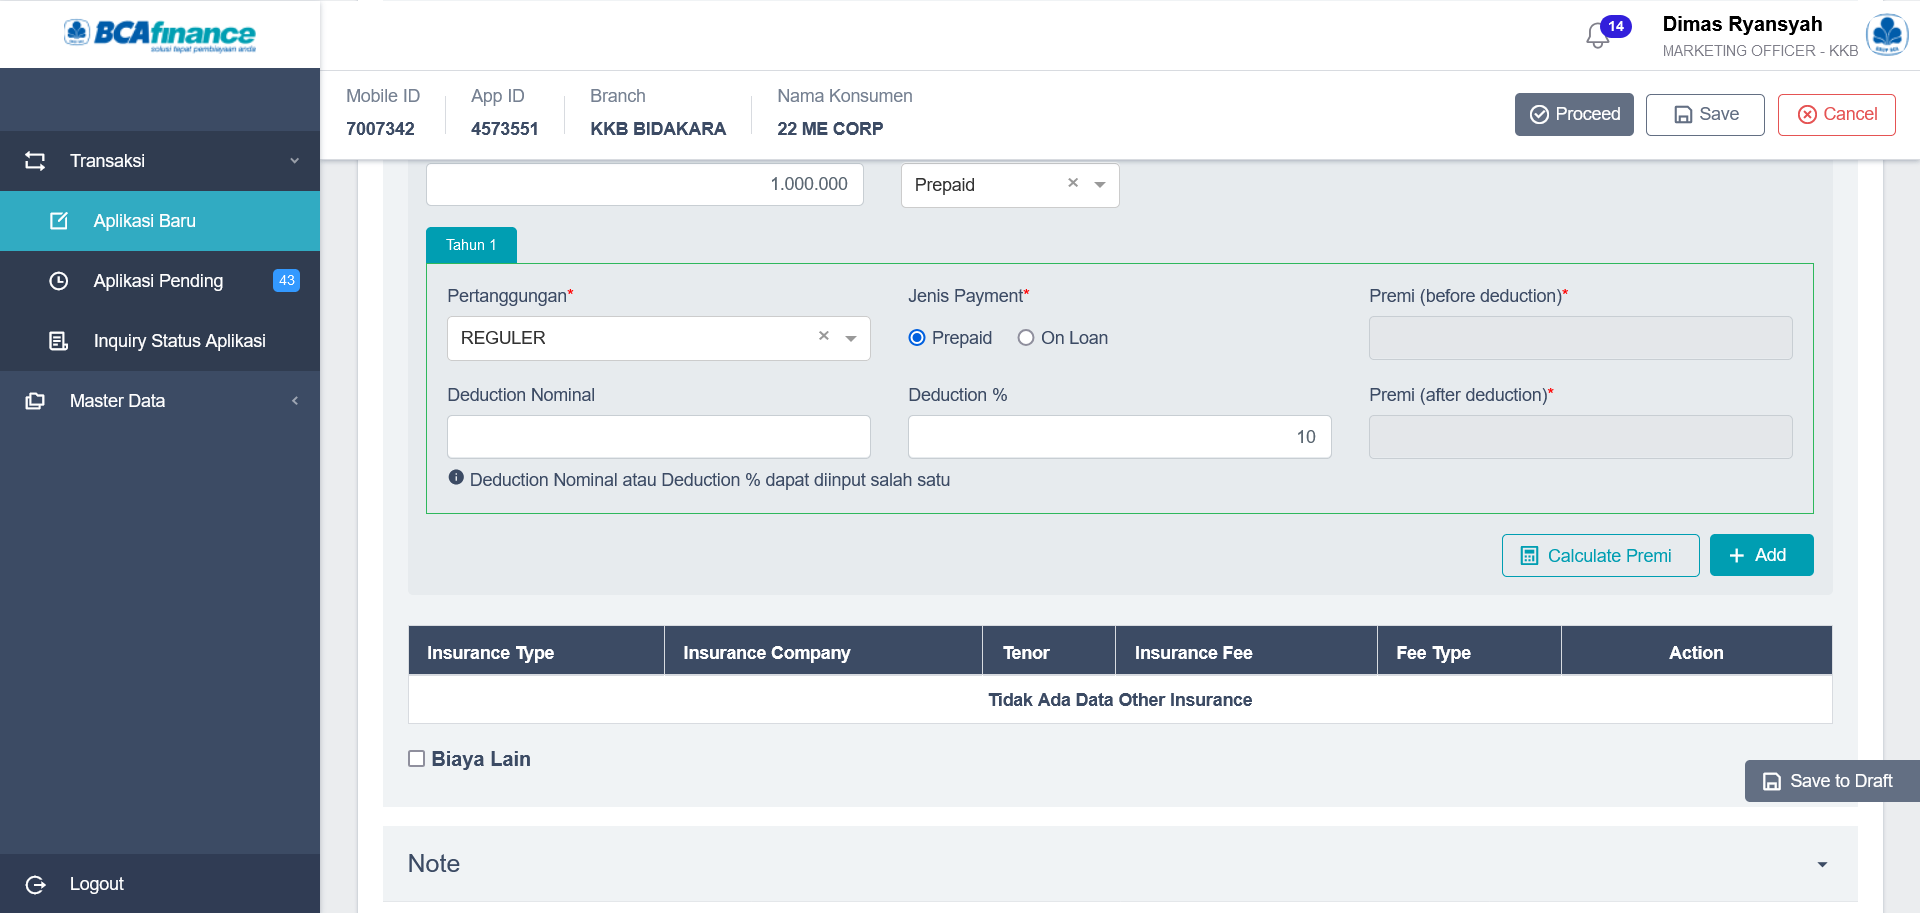 BCAfinance
solusi tepat pembiayaan anda
14
Dimas Ryansyah
MARKETING OFFICER - KKB
Mobile ID
7007342
App ID
4573551
Branch
KKB BIDAKARA
Nama Konsumen
22 ME CORP
Proceed
Save
Cancel
Transaksi
Aplikasi Baru
Aplikasi Pending
43
Inquiry Status Aplikasi
Master Data
Logout
1.000.000
Prepaid
Tahun 1
Pertanggungan*
Jenis Payment*
Premi (before deduction)*
REGULER
Prepaid
On Loan
Deduction Nominal
Deduction %
Premi (after deduction)*
10
Deduction Nominal atau Deduction % dapat diinput salah satu
Calculate Premi
Add
Insurance Type
Insurance Company
Tenor
Insurance Fee
Fee Type
Action
Tidak Ada Data Other Insurance
Biaya Lain
Save to Draft
Note